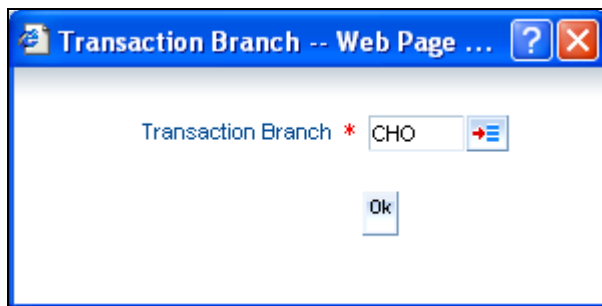 Transaction Branch -- Web Page ... ?
Transaction Branch * CHO
Ok